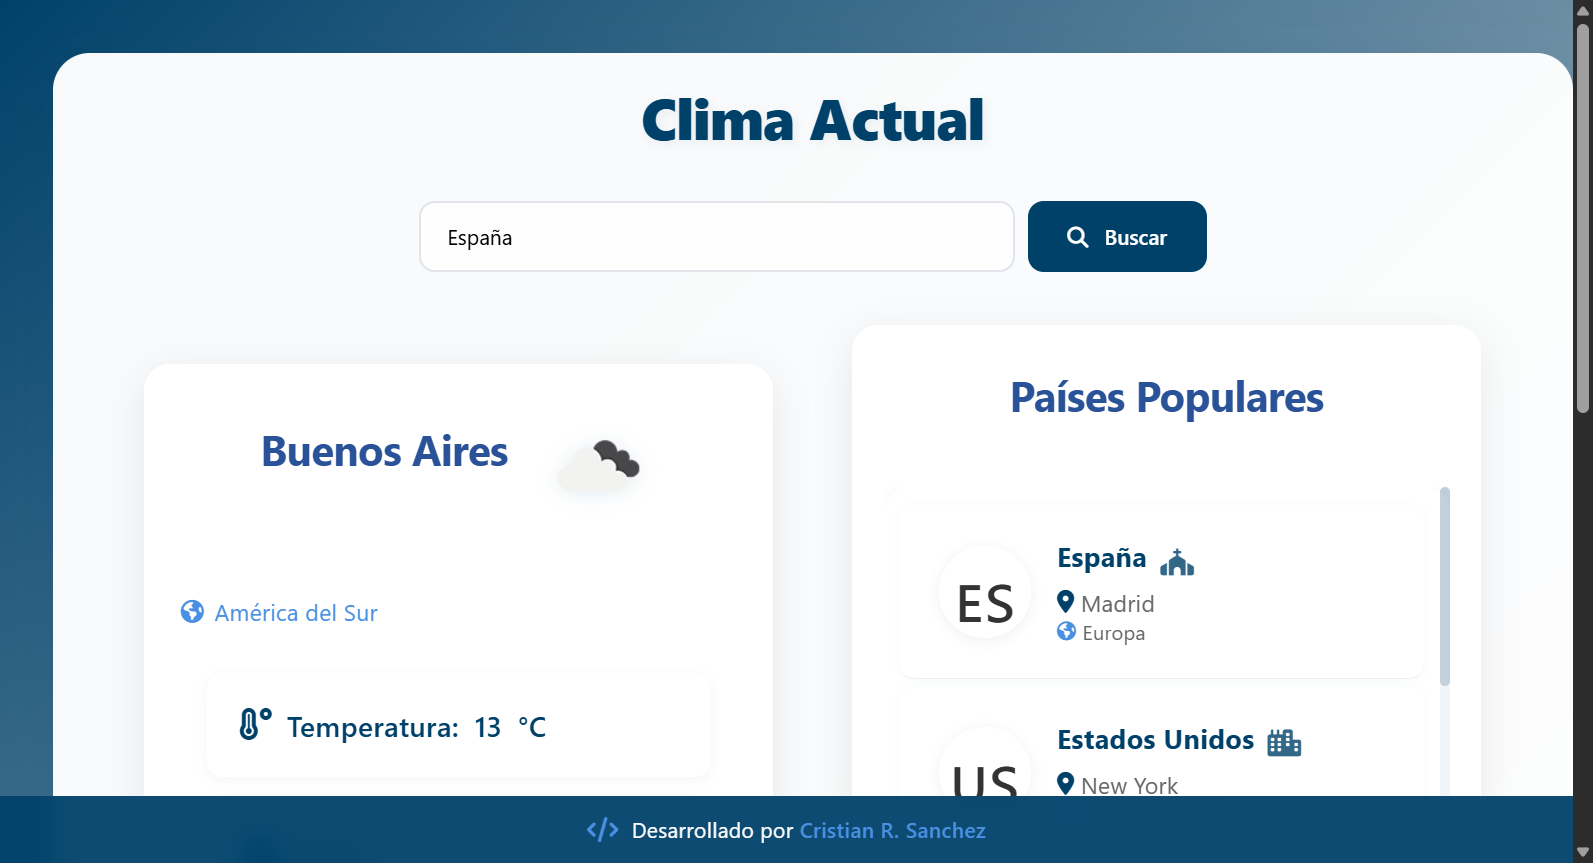 Clima Actual
España
Buscar
Buenos Aires
América del Sur
Temperatura: 13 °C
Países Populares
ES
España
Madrid
Europa
US
Estados Unidos
New York
Desarrollado por Cristian R. Sanchez